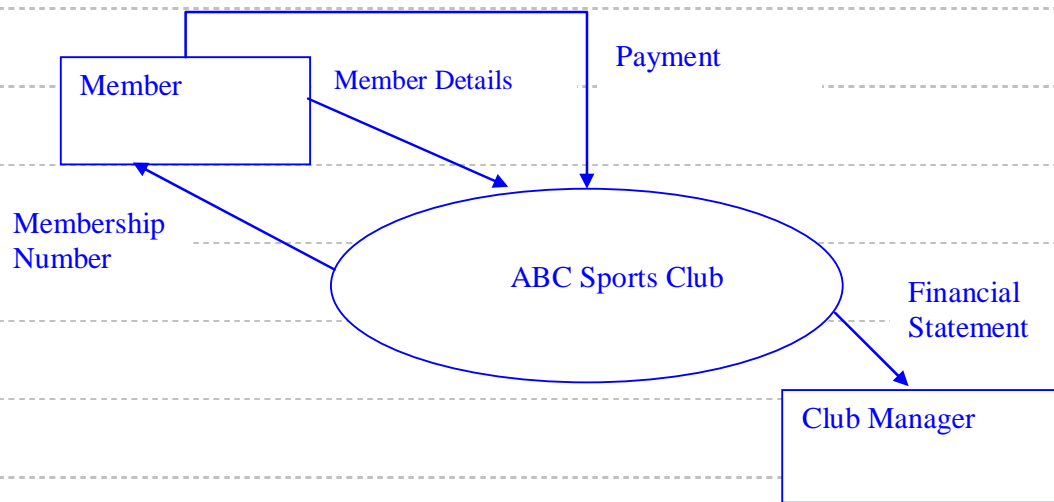 Payment
Member
Member Details
Membership
Number
ABC Sports Club
Financial
Statement
Club Manager